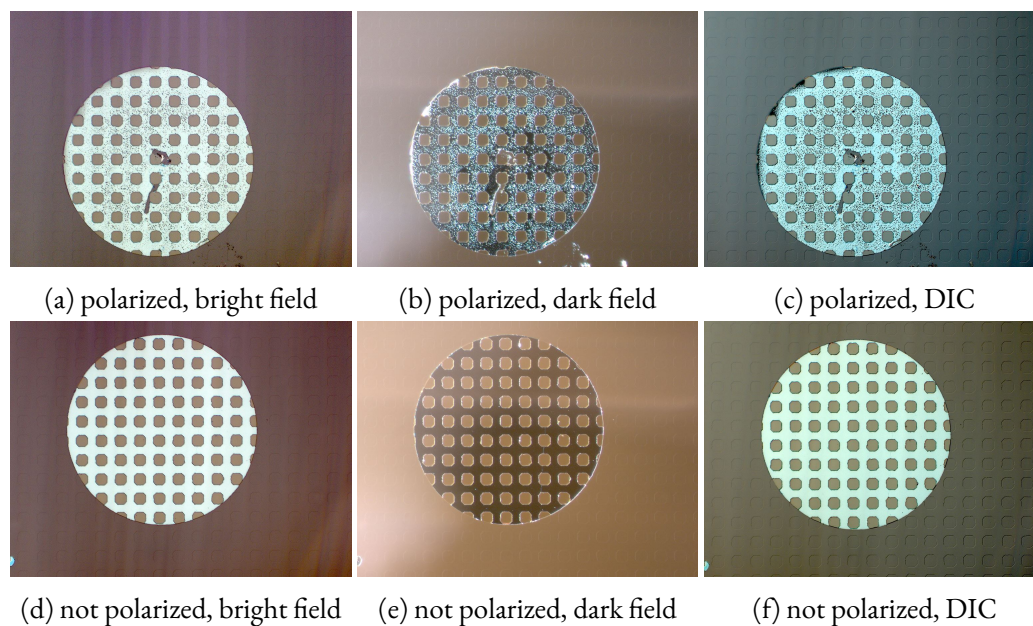 (a) polarized, bright field
(b) polarized, dark field
(c) polarized, DIC
(d) not polarized, bright field
(e) not polarized, dark field
(f) not polarized, DIC